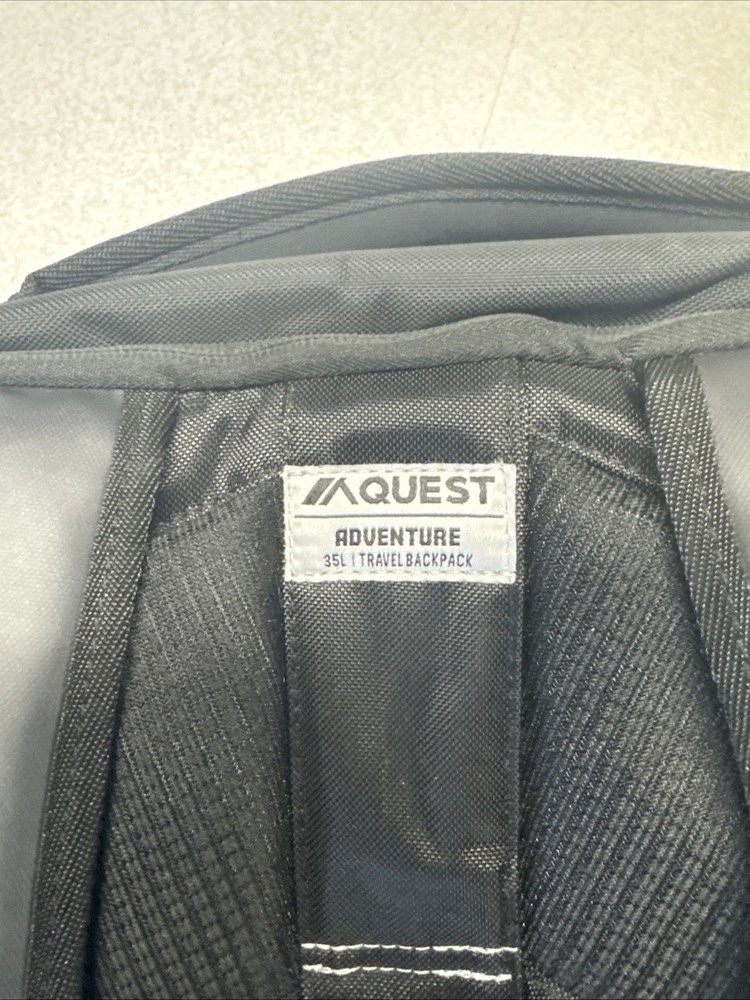 QUEST
ADVENTURE
35L | TRAVEL BACKPACK